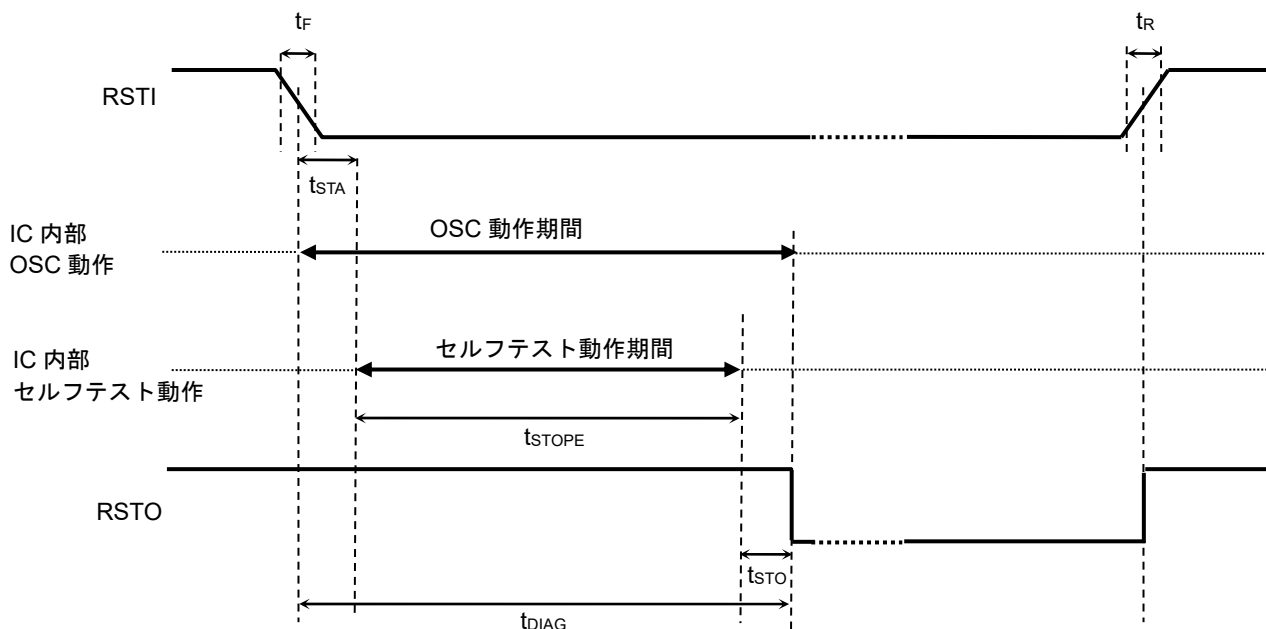 tF
tR
RSTI
tSTA
IC 内部
OSC 動作
OSC 動作期間
IC 内部
セルフテスト動作
セルフテスト動作期間
tSTOPE
RSTO
tSTO
tDIAG